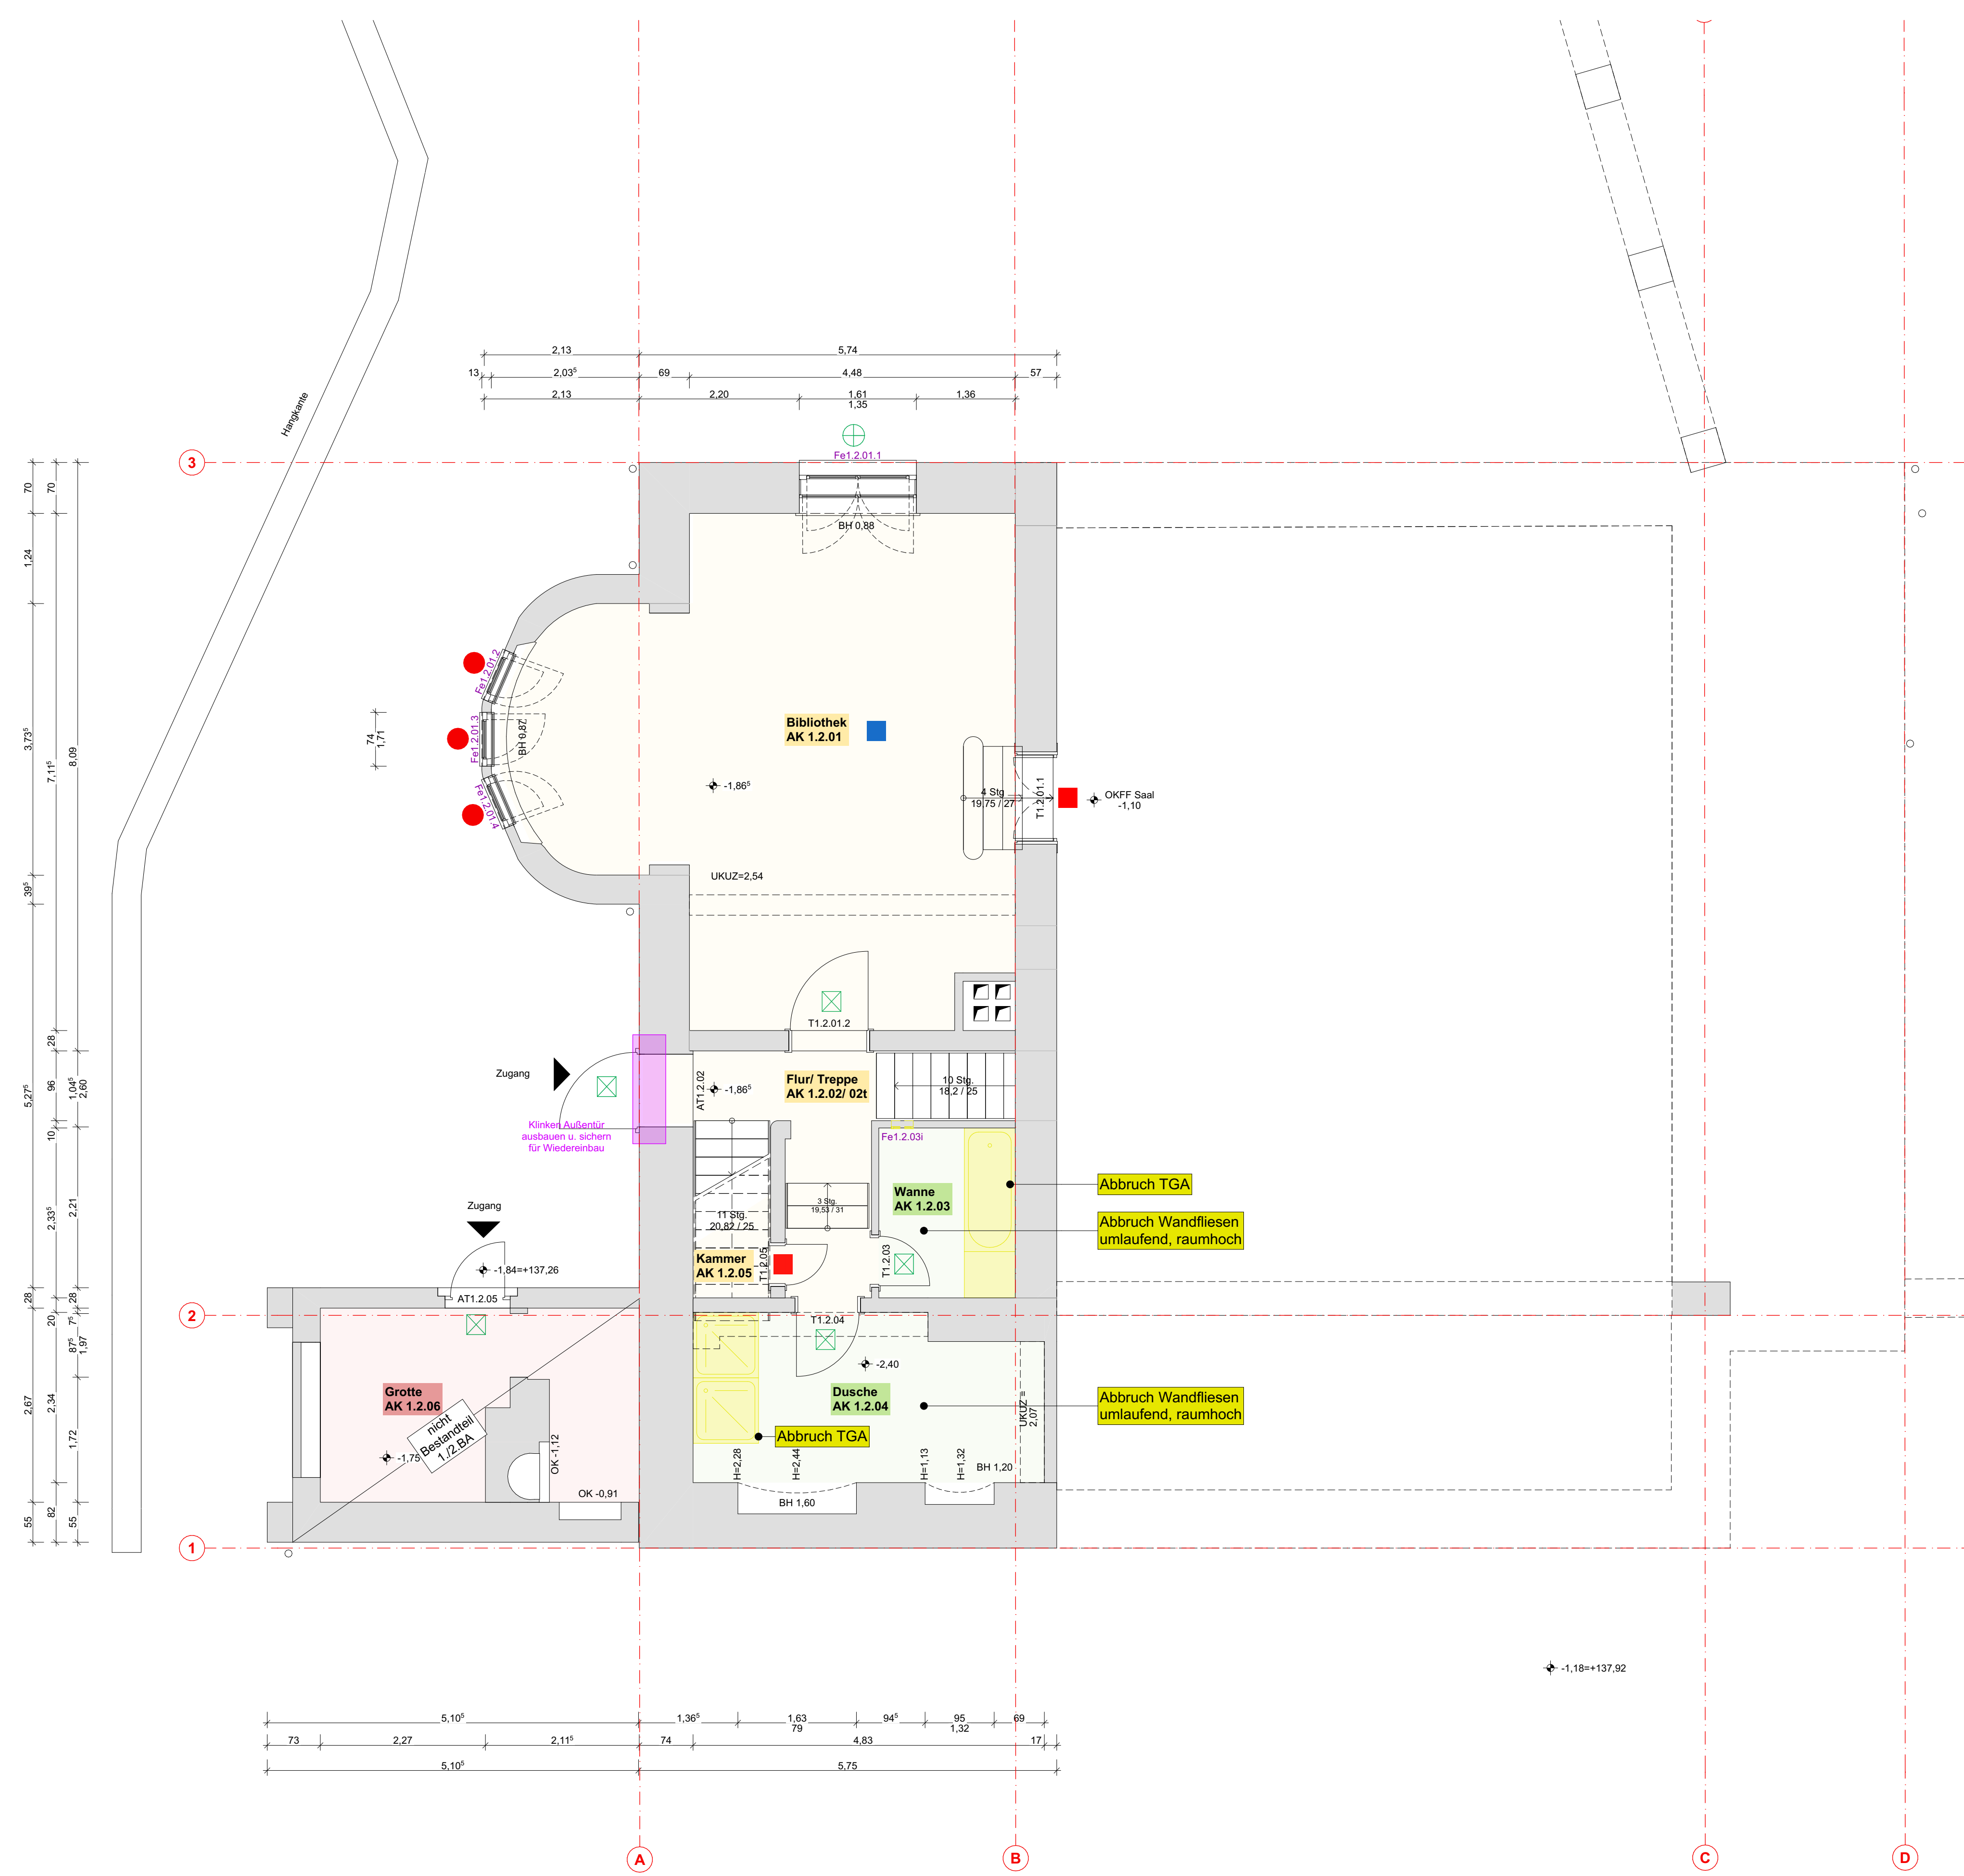 2,13
5,74
13
2,03⁵
69
4,48
57
2,13
2,20
1,61
1,35
1,36
Hangkante
3
Fe1.2.01.1
BH 0,88
70
70
1,24
3,73⁵
7,11⁵
8,09
39⁵
74
1,71
Fe1.2.01.2
Fe1.2.01.3
Fe1.2.01.4
BH 0,87
Bibliothek
AK 1.2.01
-1,86⁵
4 Stg
19,75 / 27
T1.2.01.1
OKFF Saal
-1,10
UKUZ=2,54
T1.2.01.2
28
96
1,04⁵
2,60
5,27⁵
10
Zugang
AT1.2.02
-1,86⁵
Flur/ Treppe
AK 1.2.02/ 02t
10 Stg.
18,2 / 25
Klinken Außentür
ausbauen u. sichern
für Wiedereinbau
Fe1.2.03i
Wanne
AK 1.2.03
Abbruch TGA
Abbruch Wandfliesen
umlaufend, raumhoch
3 Stg.
19,53 / 31
11 Stg.
20,82 / 25
Zugang
2,33⁵
2,21
-1,84=+137,26
Kammer
AK 1.2.05
T1.2.05
T1.2.03
28
28
AT1.2.05
2
20
7⁵
T1.2.04
87⁵
1,97
-2,40
Grotte
AK 1.2.06
Dusche
AK 1.2.04
Abbruch Wandfliesen
umlaufend, raumhoch
nicht
Bestandteil
1./2.BA
2,67
2,34
1,72
UKUZ =
2,07
Abbruch TGA
-1,75
OK -1,12
H=2,28
H=2,44
H=1,13
H=1,32
BH 1,20
OK -0,91
BH 1,60
55
82
55
1
-1,18=+137,92
5,10⁵
1,36⁵
1,63
79
94⁵
95
1,32
69
73
2,27
2,11⁵
74
4,83
17
5,10⁵
5,75
A
B
C
D